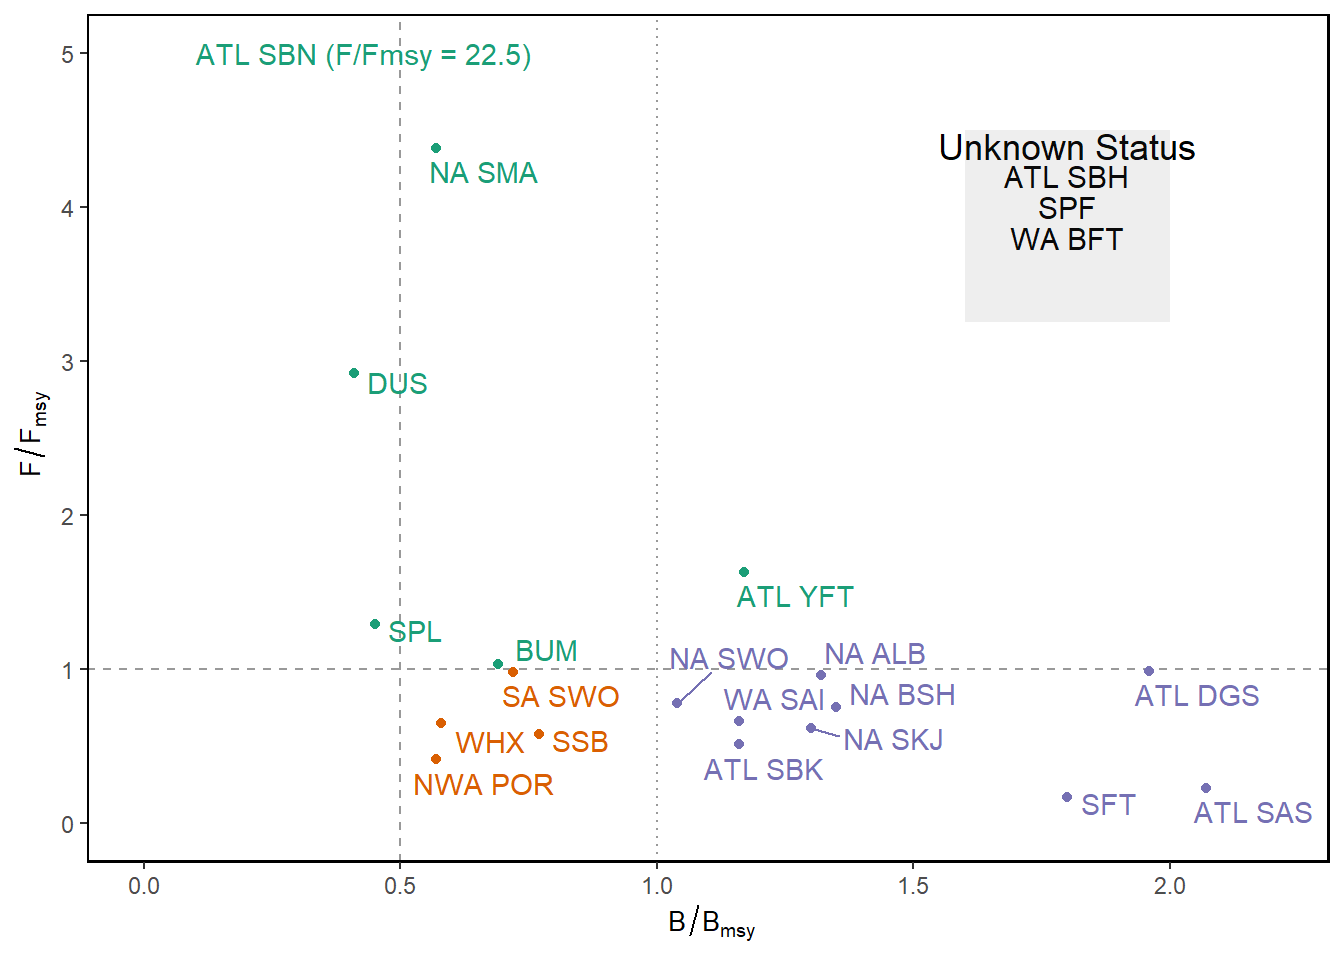 5
ATL SBN (F/Fmsy = 22.5)
Unknown Status
ATL SBH
SPF
WA BFT
NA SMA
4
3
DUS
F/Fmsy
2
ATL YFT
SPL
BUM
NA SWO
NA ALB
1
SA SWO
WA SAI
NA BSH
ATL DGS
WHX
SSB
NA SKJ
NWA POR
ATL SBK
SFT
ATL SAS
0
0.0
0.5
1.0
1.5
2.0
B/Bmsy